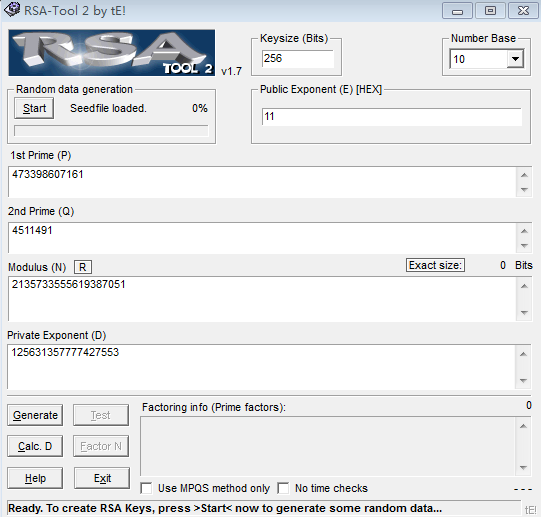 RSA-Tool 2 by tE!
RSA
TOOL 2
v1.7
Keysize (Bits)
256
Number Base
10
Random data generation
Start
Seedfile loaded.
0%
Public Exponent (E) [HEX]
11
1st Prime (P)
473398607161
2nd Prime (Q)
4511491
Modulus (N)
R
Exact size:
0
Bits
2135733555619387051
Private Exponent (D)
125631357777427553
Generate
Test
Calc. D
Factor N
Help
Exit
Factoring info (Prime factors):
0
Use MPQS method only
No time checks
---
Ready. To create RSA Keys, press >Start< now to generate some random data...
tE!